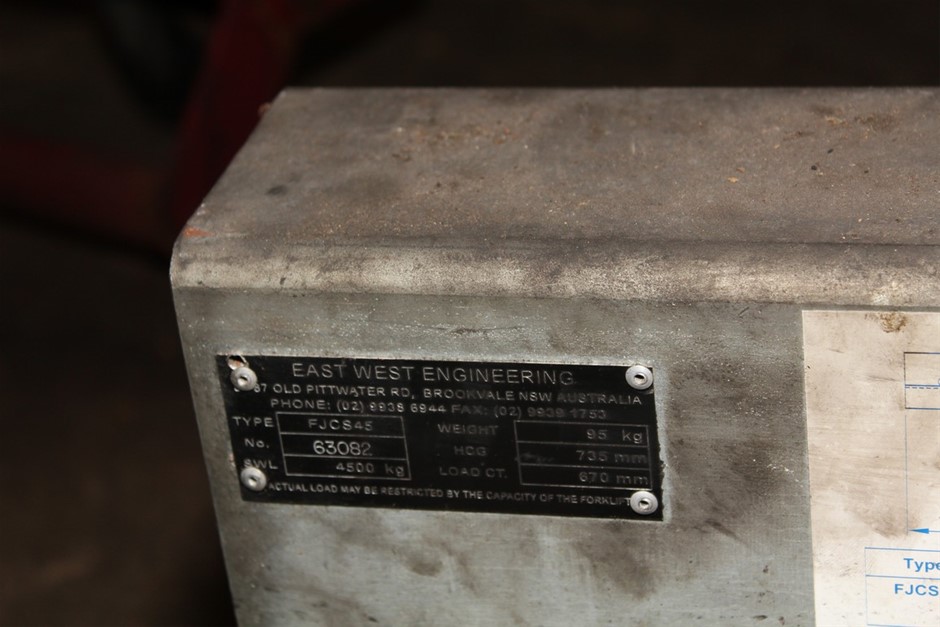 EAST WEST ENGINEERING
67 OLD PITTWATER RD, BROOKVALE NSW AUSTRALIA
PHONE: (02) 9938 6944 FAX: (02) 9939 1753
TYPE FJCS45 WEIGHT 95 kg
No. 63082 HCG 735 mm
SWL 4500 kg LOAD CT. 670 mm
ACTUAL LOAD MAY BE RESTRICTED BY THE CAPACITY OF THE FORKLIFT
Type
FJCS